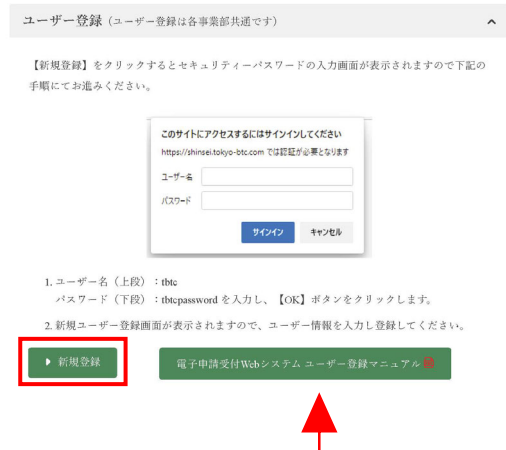 ユーザー登録（ユーザー登録は各事業部共通です）
【新規登録】をクリックするとセキュリティーパスワードの入力画面が表示されますので下記の
手順にてお進みください。
このサイトにアクセスするにはサインインしてください
https://shinsei.tokyo-btc.com では認証が必要となります
ユーザー名
パスワード
サインイン キャンセル
1. ユーザー名（上段）：tbtc
パスワード（下段）：tbtcpassword を入力し、【OK】ボタンをクリックします。
2. 新規ユーザー登録画面が表示されますので、ユーザー情報を入力し登録してください。
新規登録 電子申請受付Webシステム ユーザー登録マニュアル